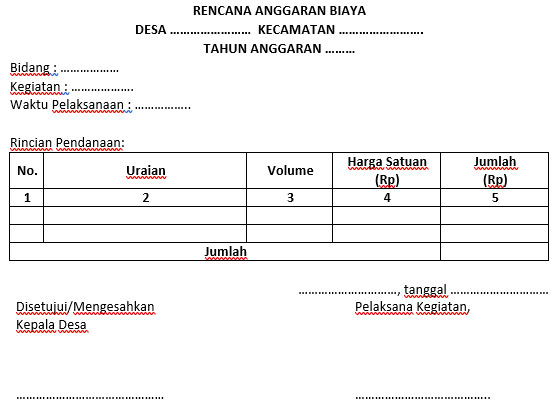 RENCANA ANGGARAN BIAYA
DESA ........................ KECAMATAN .........................
TAHUN ANGGARAN .........
Bidang : ..................
Kegiatan : ...................
Waktu Pelaksanaan : .................
Rincian Pendanaan:
No. Uraian Volume Harga Satuan (Rp) Jumlah (Rp)
1 2 3 4 5
Jumlah
.............................., tanggal ..............................
Disetujui/Mengesahkan Pelaksana Kegiatan,
Kepala Desa
............................................. .........................................